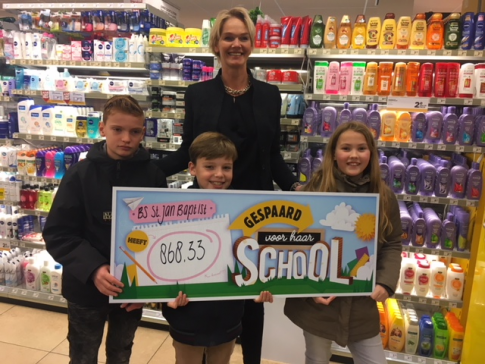 BS St Jan Baptist
HEEFT
868,33
GESPAARD
voor haar
SCHOOL